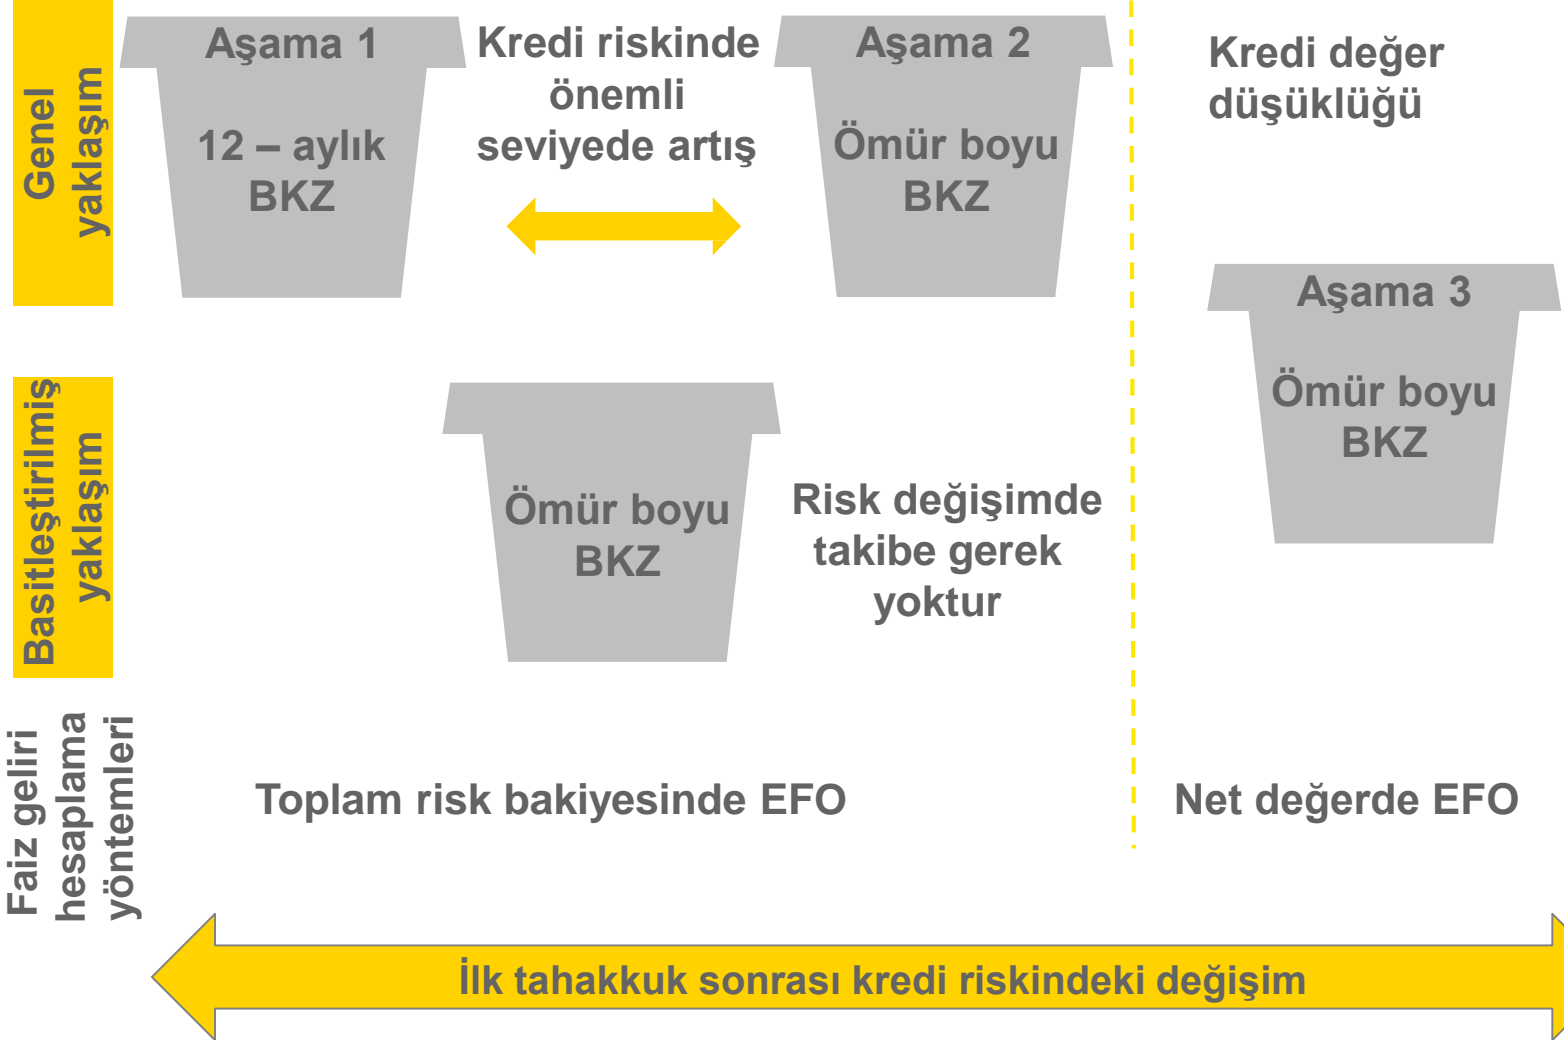 Genel
yaklaşım
Aşama 1
12 – aylık
BKZ
Kredi riskinde
önemli
seviyede artış
Aşama 2
Ömür boyu
BKZ
Kredi değer
düşüklüğü
Aşama 3
Ömür boyu
BKZ
Basitleştirilmiş
yaklaşım
Ömür boyu
BKZ
Risk değişimde
takibe gerek
yoktur
Faiz geliri
hesaplama
yöntemleri
Toplam risk bakiyesinde EFO
Net değerde EFO
İlk tahakkuk sonrası kredi riskindeki değişim